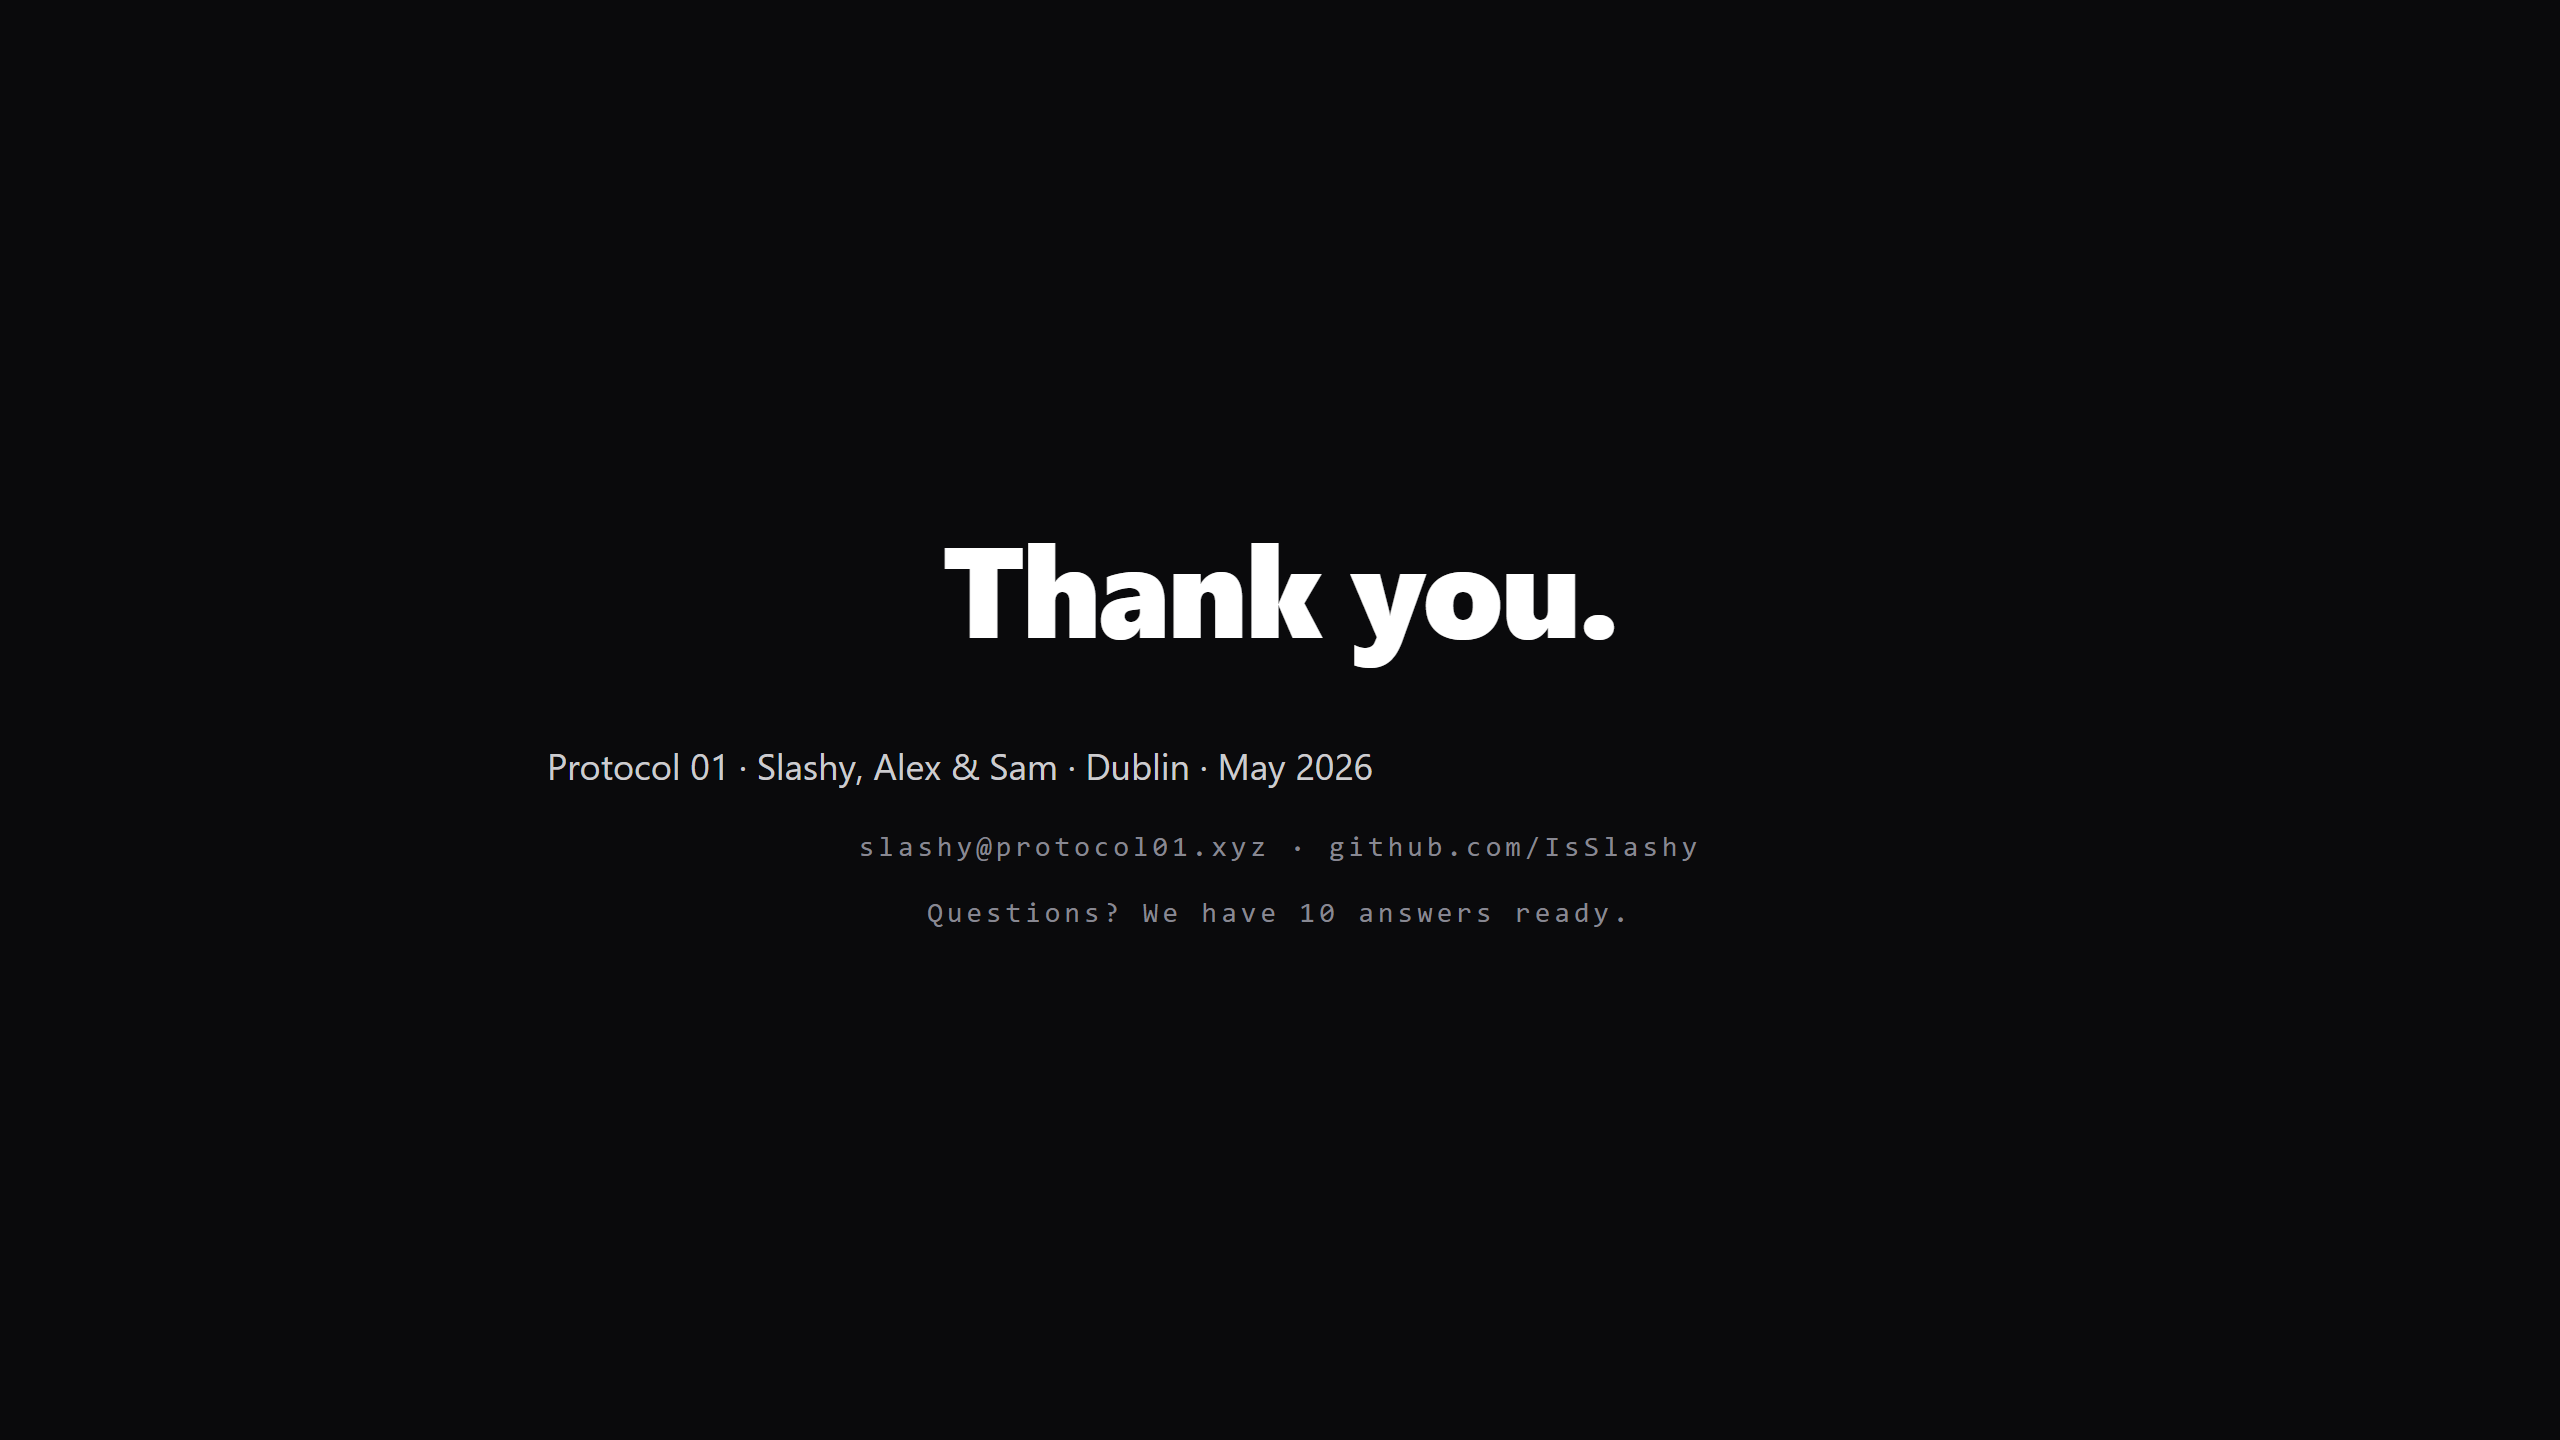 Thank you.
Protocol 01 · Slashy, Alex & Sam · Dublin · May 2026
slashy@protocol01.xyz · github.com/IsSlashy
Questions? We have 10 answers ready.